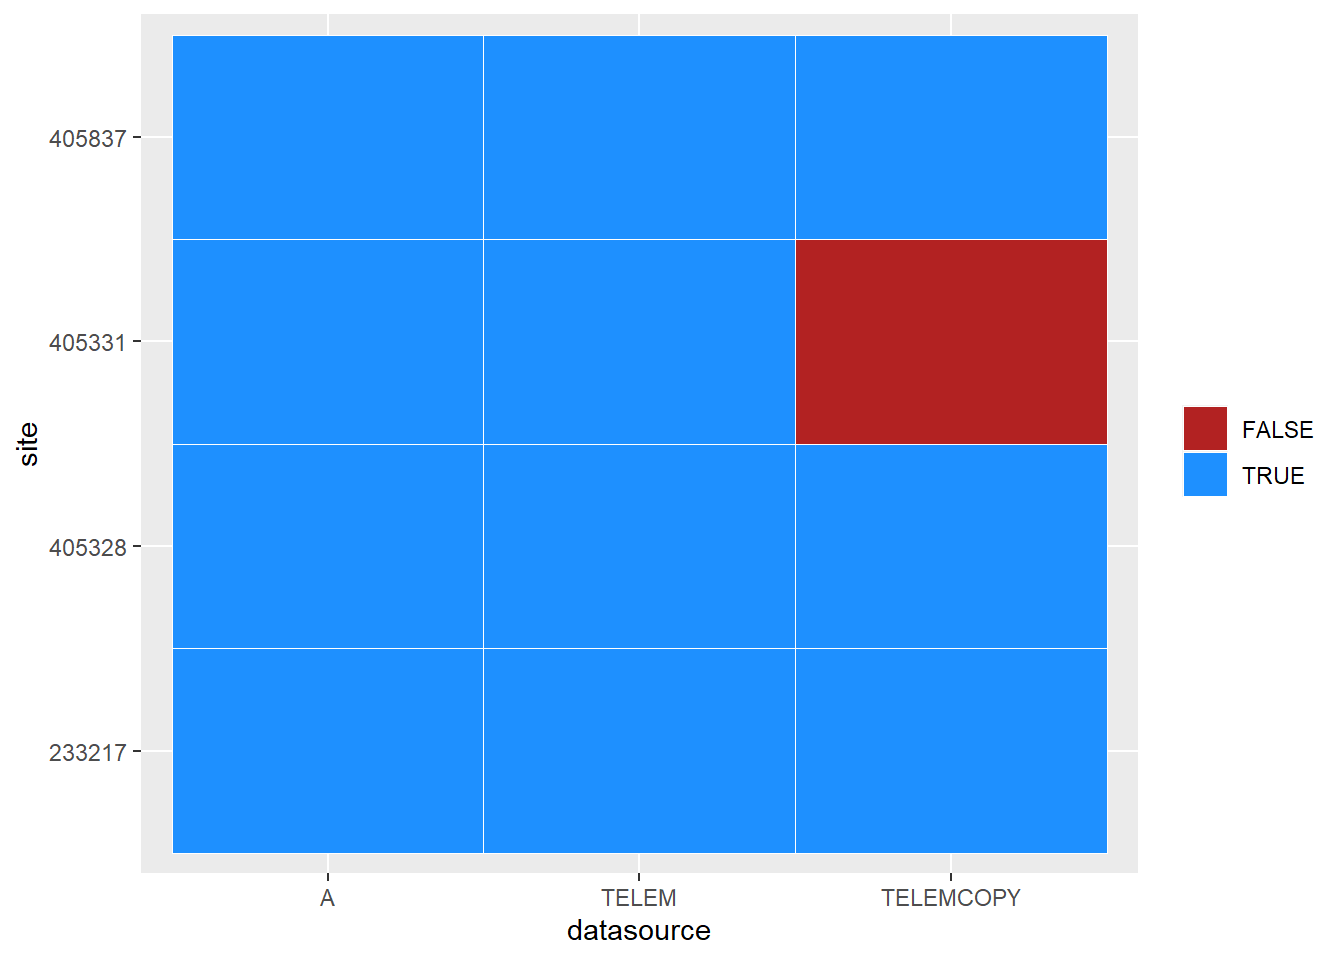 405837
405331
405328
233217
site
A TELEM TELEMCOPY
datasource
FALSE
TRUE